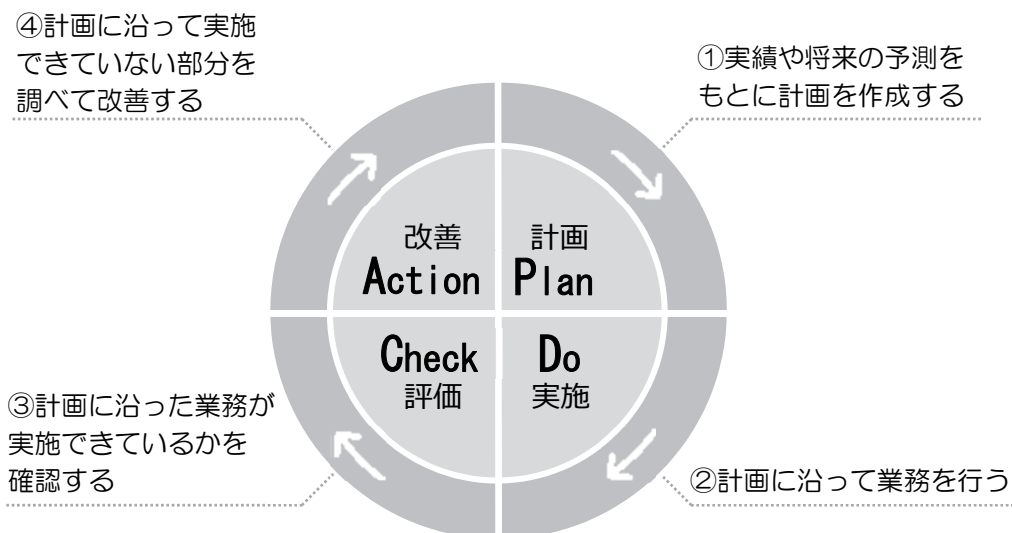 ④計画に沿って実施
できていない部分を
調べて改善する
①実績や将来の予測を
もとに計画を作成する
改善
Action
計画
Plan
Check
評価
Do
実施
③計画に沿った業務が
実施できているかを
確認する
②計画に沿って業務を行う